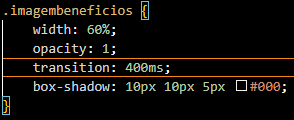 .imagembeneficios {
    width: 60%;
    opacity: 1;
    transition: 400ms;
    box-shadow: 10px 10px 5px #000;
}